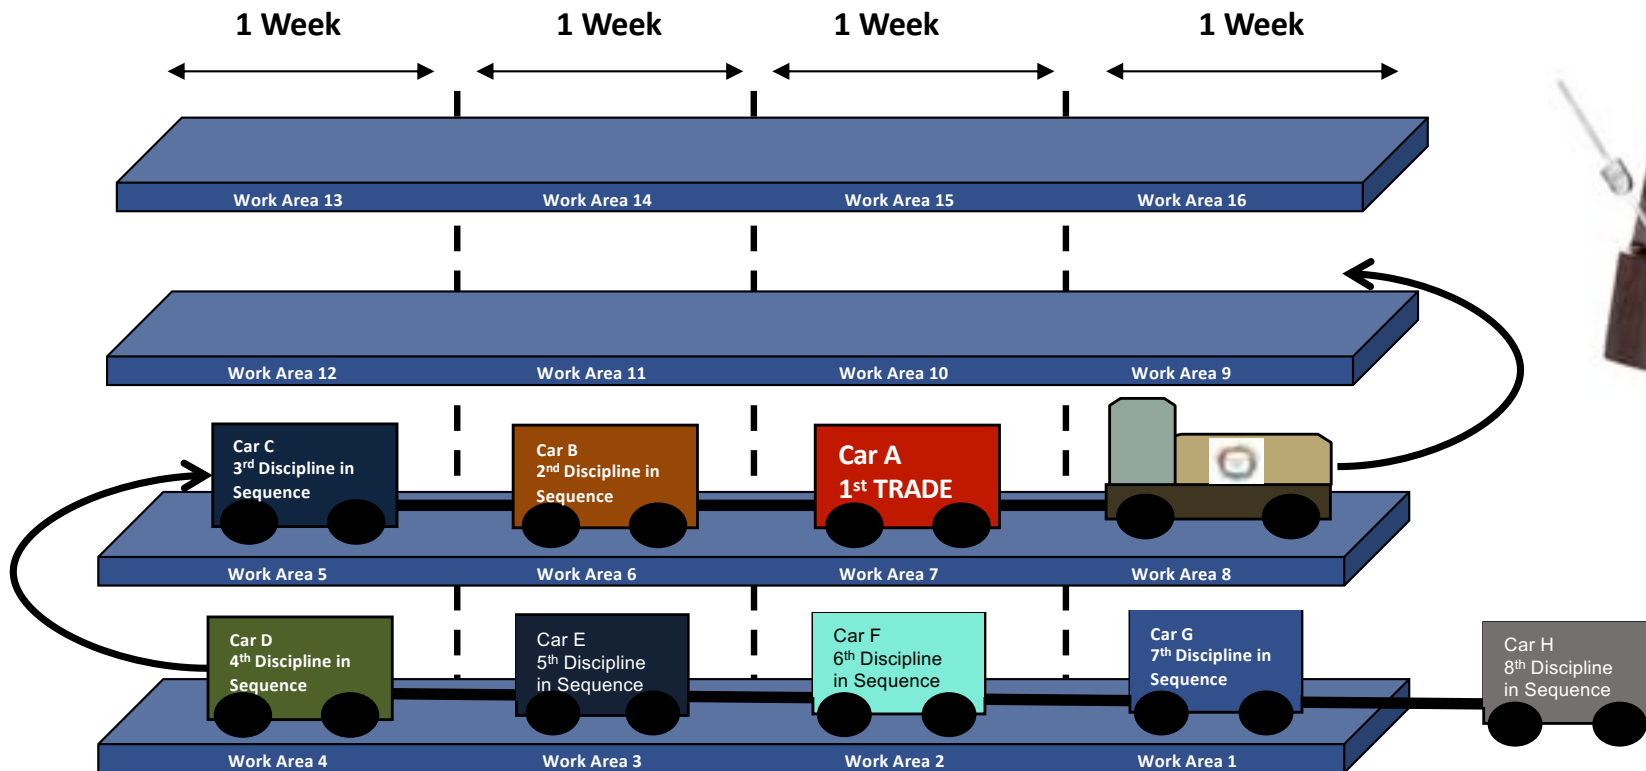 1 Week 1 Week 1 Week 1 Week
Work Area 13 Work Area 14 Work Area 15 Work Area 16
Work Area 12 Work Area 11 Work Area 10 Work Area 9
Car C
3rd Discipline in
Sequence
Car B
2nd Discipline in
Sequence
Car A
1st TRADE
Work Area 5 Work Area 6 Work Area 7 Work Area 8
Car D
4th Discipline in
Sequence
Car E
5th Discipline
in Sequence
Car F
6th Discipline
in Sequence
Car G
7th Discipline in
Sequence
Car H
8th Discipline
in Sequence
Work Area 4 Work Area 3 Work Area 2 Work Area 1